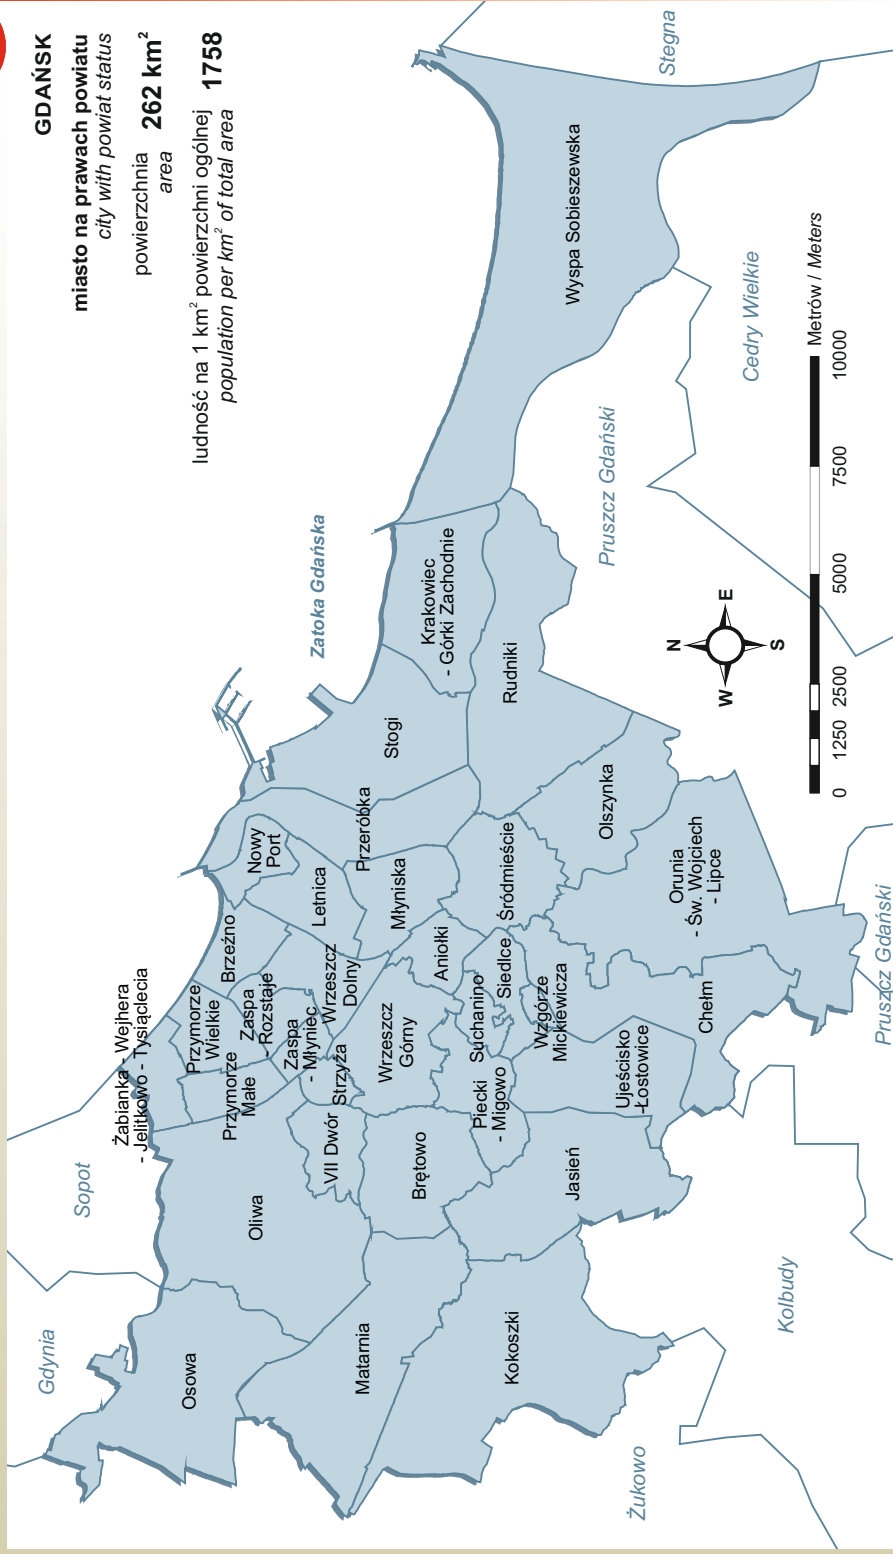 GDAŃSK
miasto na prawach powiatu
city with powiat status
powierzchnia 262 km²
area
ludność na 1 km² powierzchni ogólnej 1758
population per km² of total area
Stegna
Wyspa Sobieszewska
Cedry Wielkie
Pruszcz Gdański
Zatoka Gdańska
Krakowiec
- Górki Zachodnie
Rudniki
Stogi
Przeróbka
Nowy
Port
Letnica
Młyniska
Śródmieście
Olszynka
Orunia
- Św. Wojciech
- Lipce
Brzeźno
Żabianka - Wejhera
- Jelitkowo - Tysiąclecia
Przymorze
Wielkie
Zaspa
- Rozstaje
Zaspa
- Młyniec
Wrzeszcz
Dolny
Przymorze
Małe
Strzyża
Wrzeszcz
Górny
Aniołki
Suchanino
Siedlce
Wzgórze
Mickiewicza
Chełm
Ujeścisko
-Łostowice
Piecki
- Migowo
VII Dwór
Brętowo
Jasień
Oliwa
Osowa
Matarnia
Kokoszki
Sopot
Gdynia
Żukowo
Kolbudy
Pruszcz Gdański
N
W
E
S
0 1250 2500 5000 7500 10000
Metrów / Meters